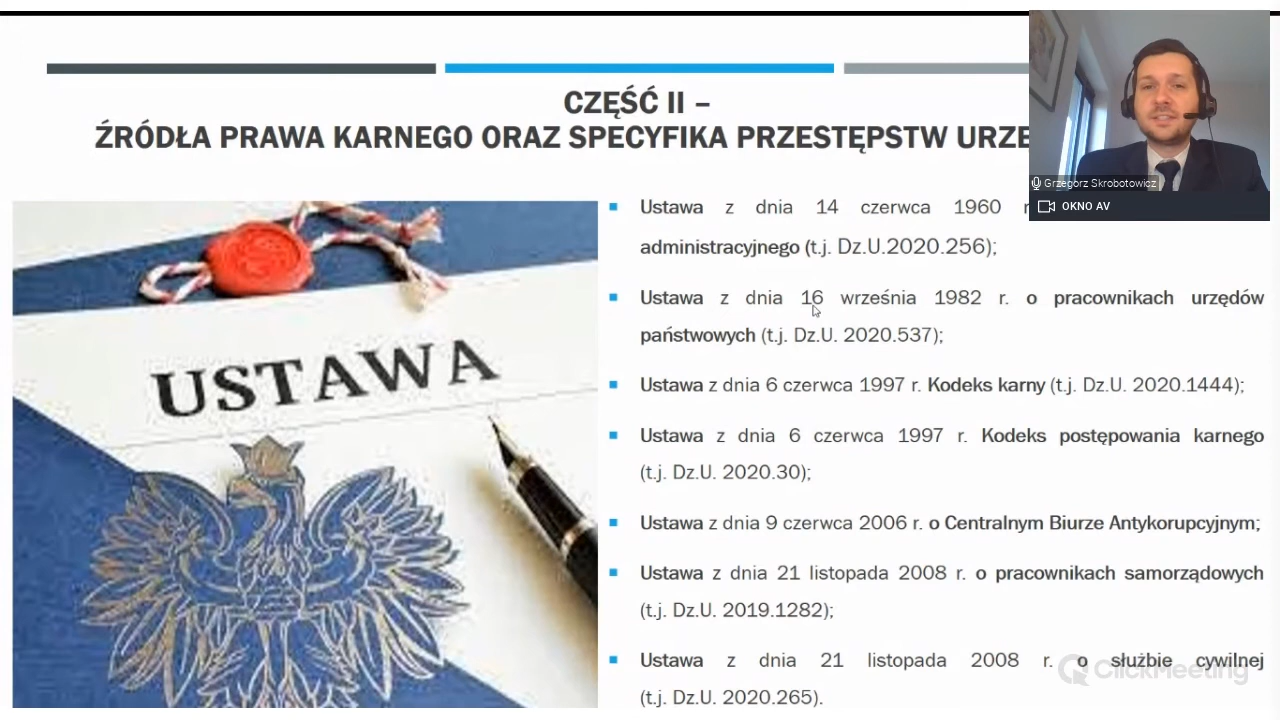 CZĘŚĆ II –
ŹRÓDŁA PRAWA KARNEGO ORAZ SPECYFIKA PRZESTĘPSTW URZE
Grzegorz Skrobotowicz
OKNO AV
USTAWA
Ustawa z dnia 14 czerwca 1960 r
administracyjnego (t.j. Dz.U.2020.256);
Ustawa z dnia 16 września 1982 r. o pracownikach urzędów
państwowych (t.j. Dz.U. 2020.537);
Ustawa z dnia 6 czerwca 1997 r. Kodeks karny (t.j. Dz.U. 2020.1444);
Ustawa z dnia 6 czerwca 1997 r. Kodeks postępowania karnego
(t.j. Dz.U. 2020.30);
Ustawa z dnia 9 czerwca 2006 r. o Centralnym Biurze Antykorupcyjnym;
Ustawa z dnia 21 listopada 2008 r. o pracownikach samorządowych
(t.j. Dz.U. 2019.1282);
Ustawa z dnia 21 listopada 2008 r. o służbie cywilnej
(t.j. Dz.U. 2020.265).
ClickMeeting